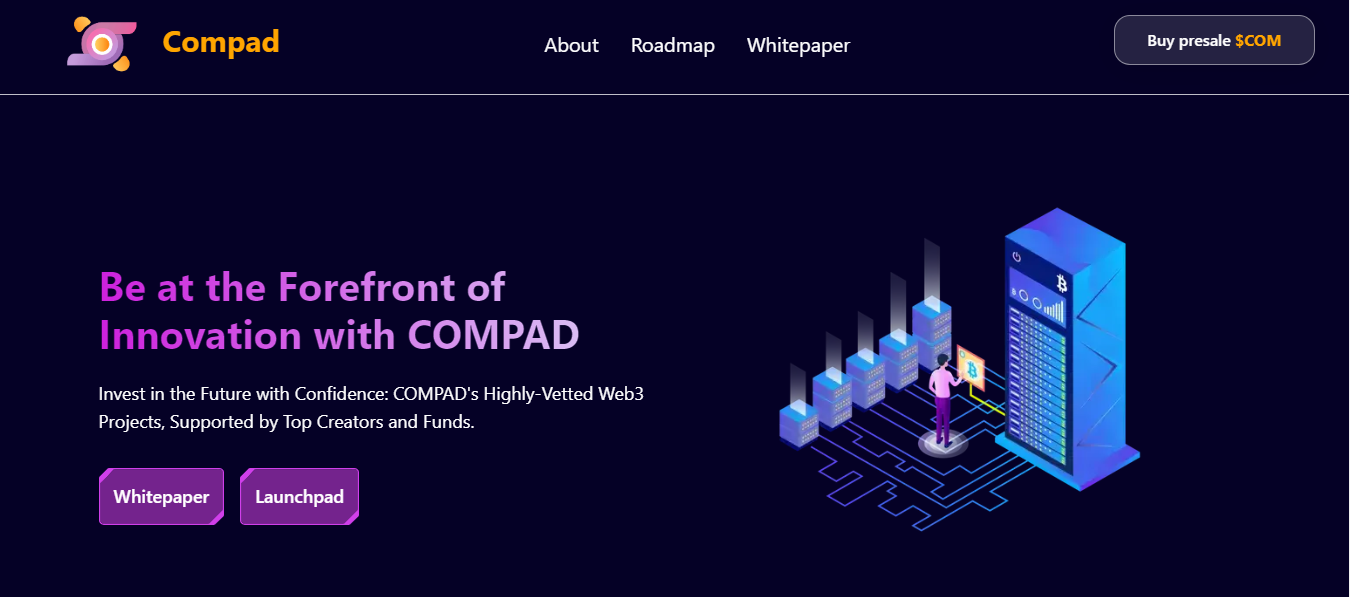 Compad
About
Roadmap
Whitepaper
Buy presale $COM
Be at the Forefront of
Innovation with COMPAD
Invest in the Future with Confidence: COMPAD's Highly-Vetted Web3
Projects, Supported by Top Creators and Funds.
Whitepaper
Launchpad